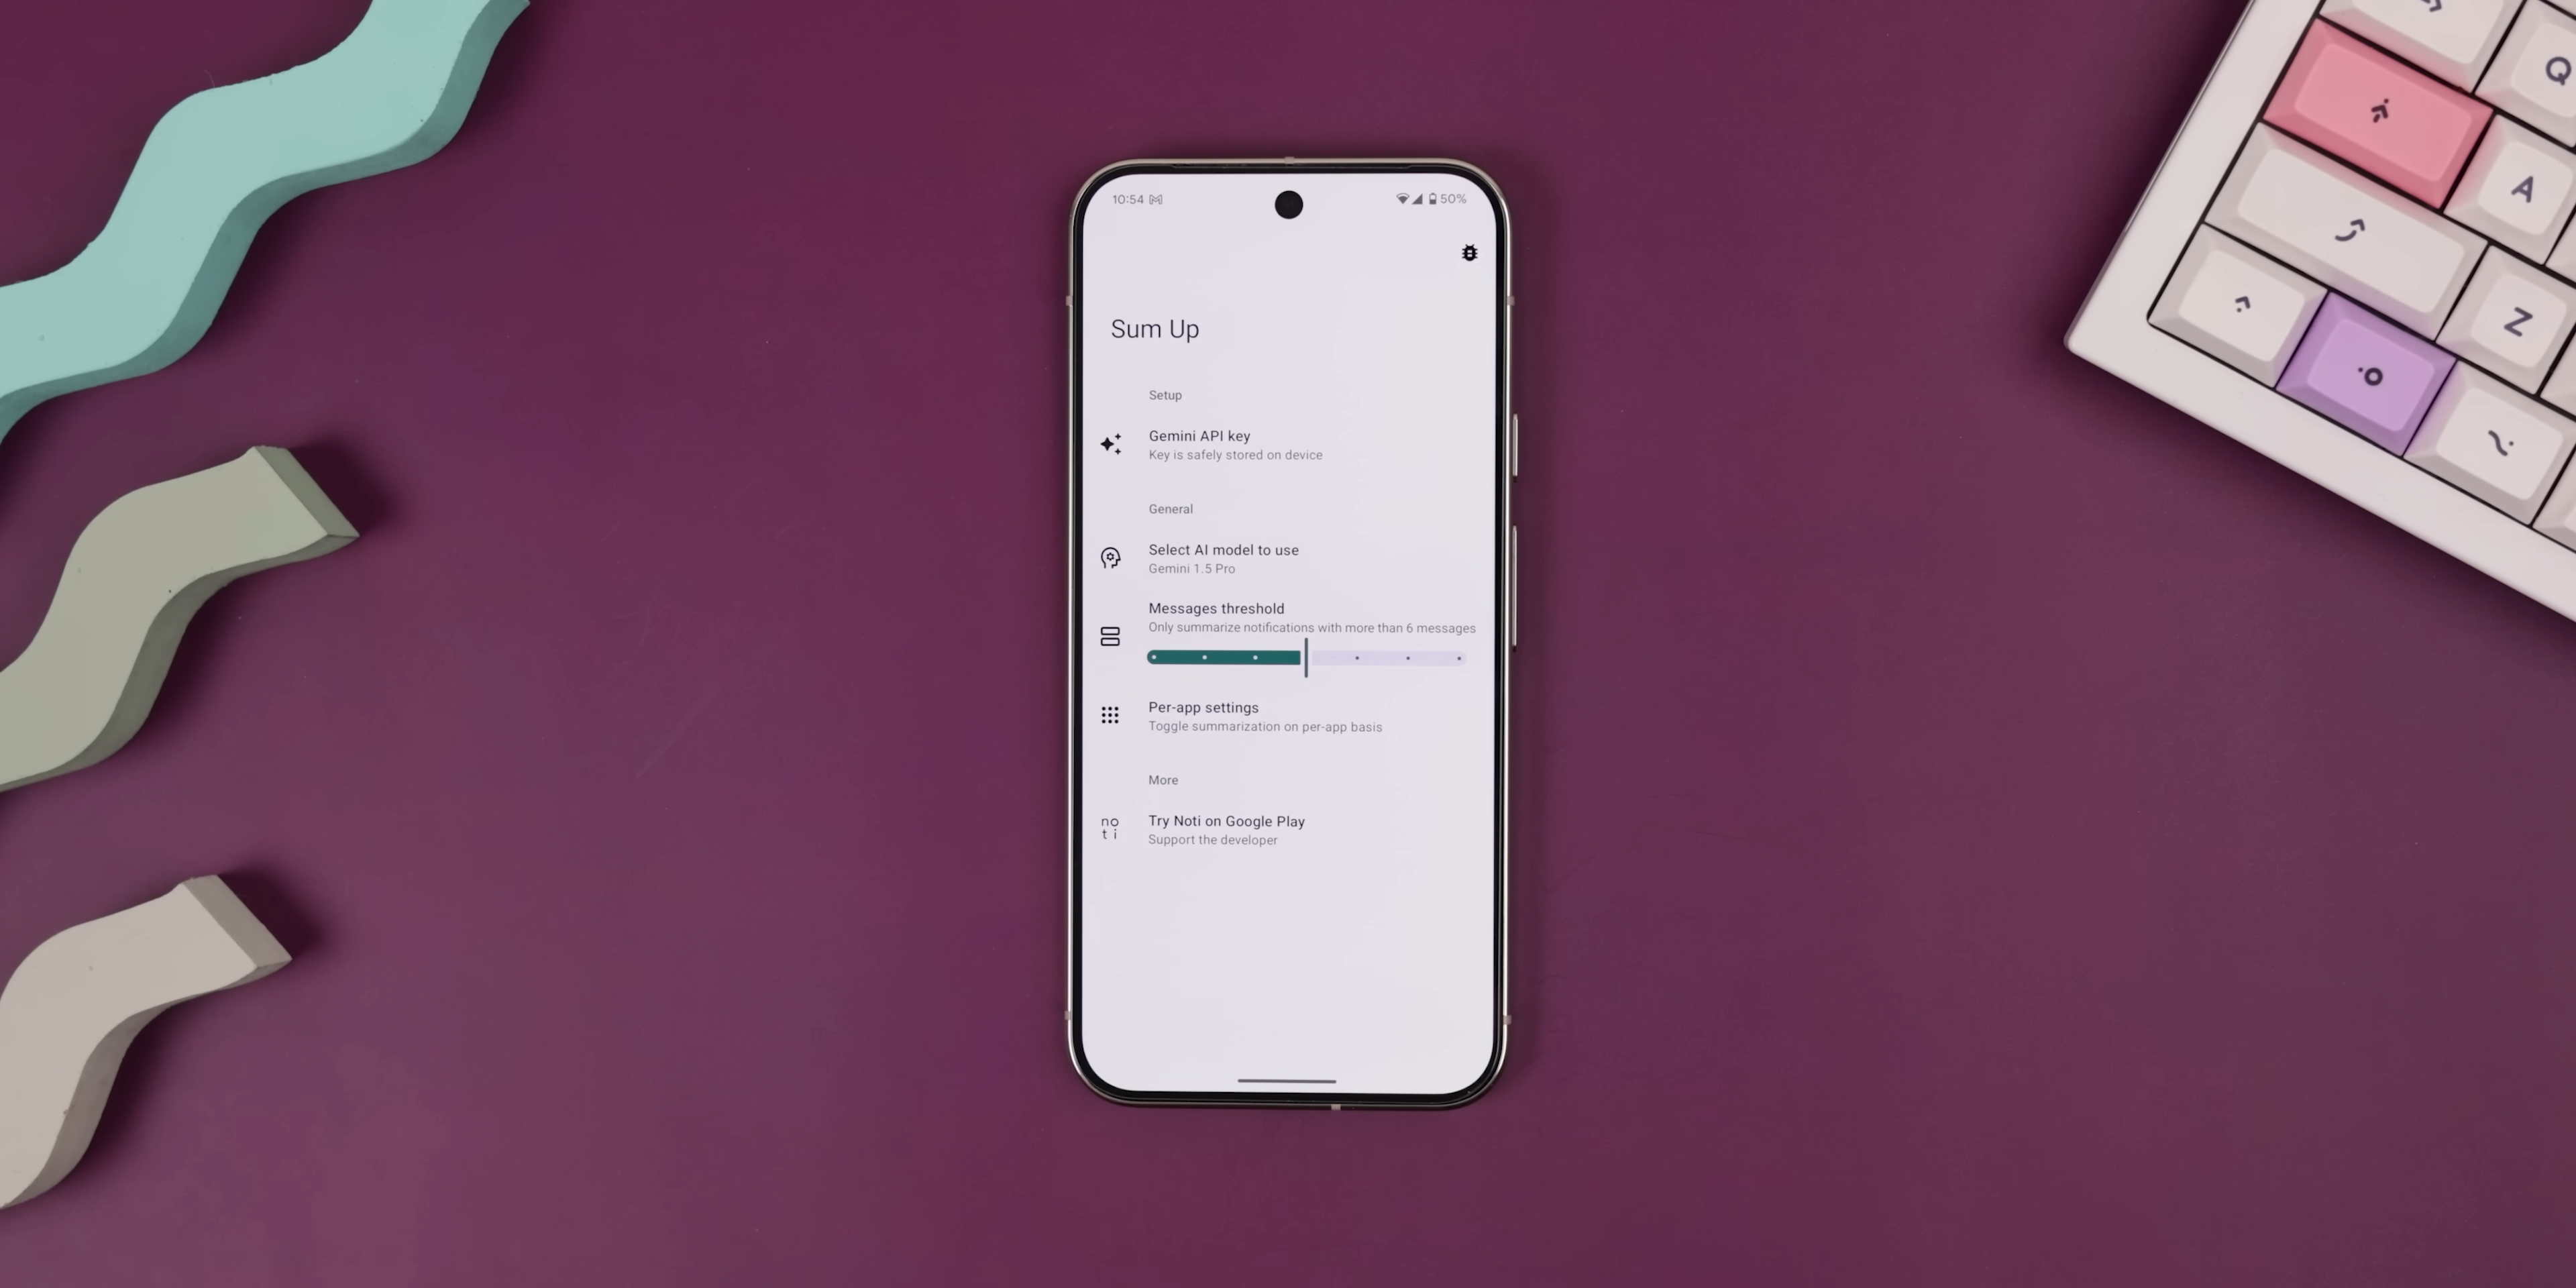 10:54
50%
Sum Up
Setup
Gemini API key
Key is safely stored on device
General
Select AI model to use
Gemini 1.5 Pro
Messages threshold
Only summarize notifications with more than 6 messages
Per-app settings
Toggle summarization on per-app basis
More
no
ti
Try Noti on Google Play
Support the developer
Q
A
Z